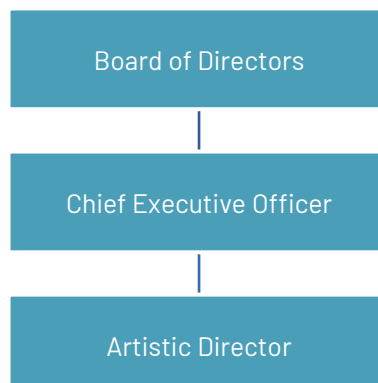 Board of Directors
Chief Executive Officer
Artistic Director